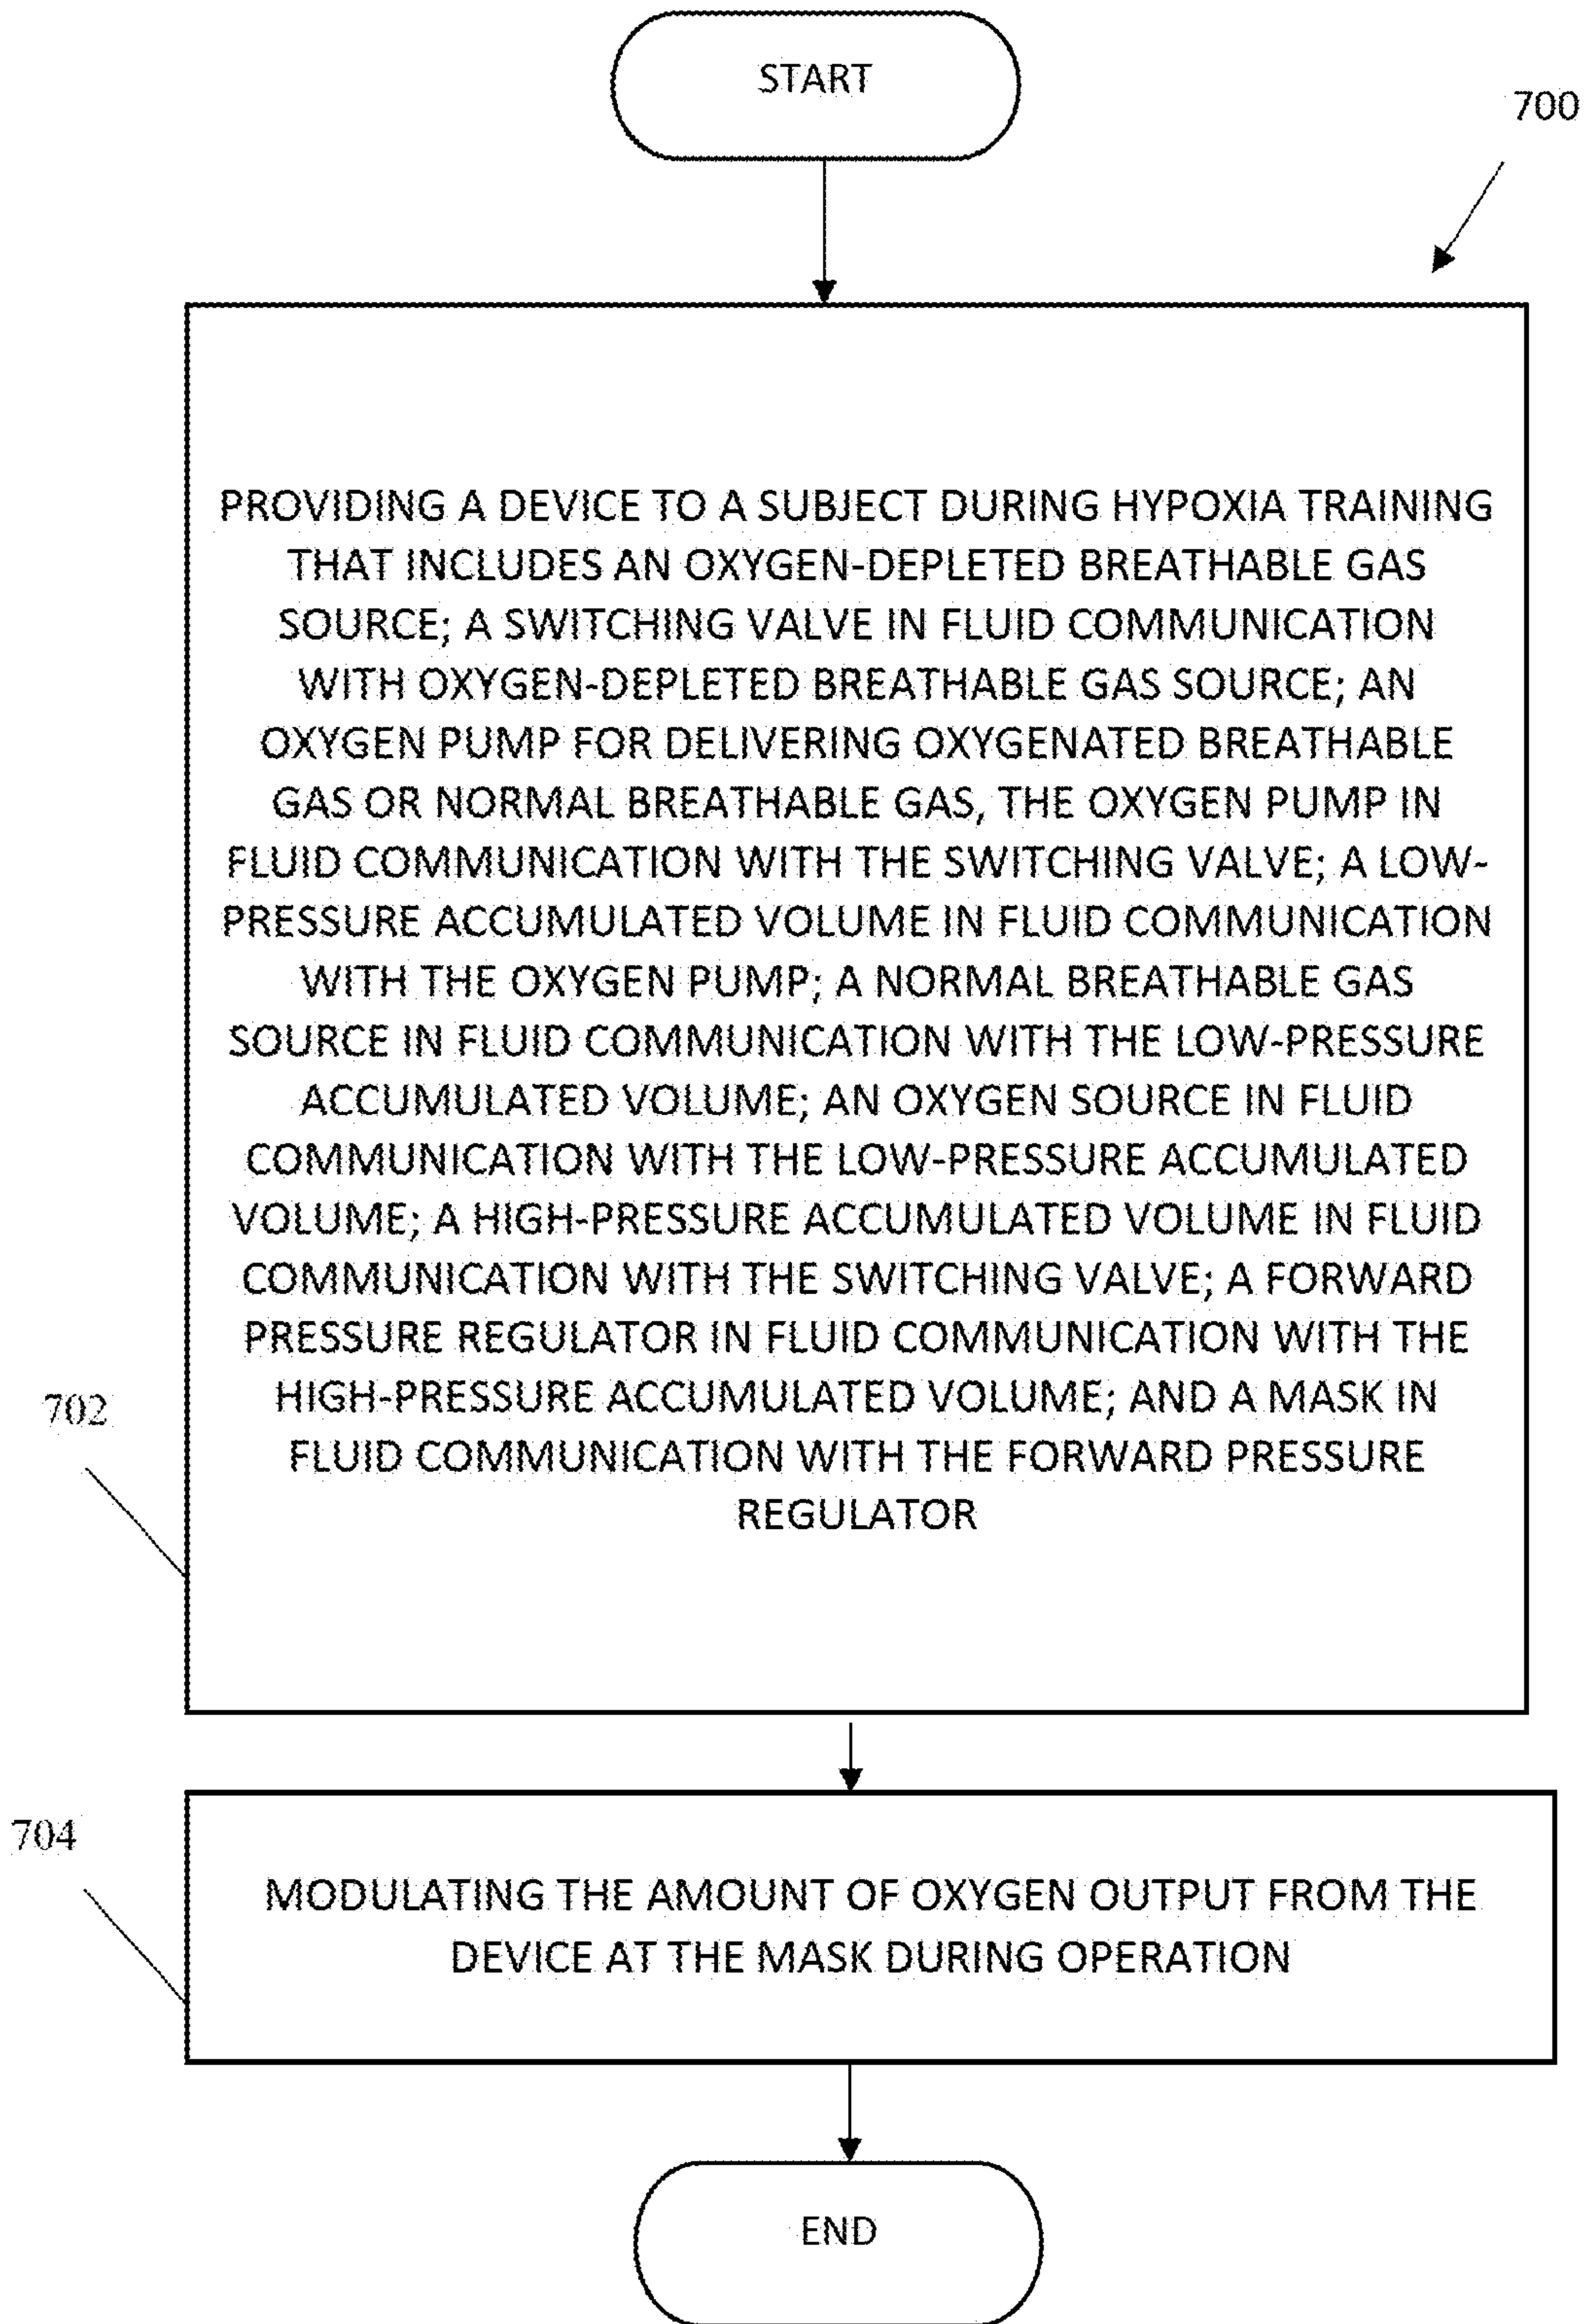 START
700
PROVIDING A DEVICE TO A SUBJECT DURING HYPOXIA TRAINING
THAT INCLUDES AN OXYGEN-DEPLETED BREATHABLE GAS
SOURCE; A SWITCHING VALVE IN FLUID COMMUNICATION
WITH OXYGEN-DEPLETED BREATHABLE GAS SOURCE; AN
OXYGEN PUMP FOR DELIVERING OXYGENATED BREATHABLE
GAS OR NORMAL BREATHABLE GAS, THE OXYGEN PUMP IN
FLUID COMMUNICATION WITH THE SWITCHING VALVE; A LOW-
PRESSURE ACCUMULATED VOLUME IN FLUID COMMUNICATION
WITH THE OXYGEN PUMP; A NORMAL BREATHABLE GAS
SOURCE IN FLUID COMMUNICATION WITH THE LOW-PRESSURE
ACCUMULATED VOLUME; AN OXYGEN SOURCE IN FLUID
COMMUNICATION WITH THE LOW-PRESSURE ACCUMULATED
VOLUME; A HIGH-PRESSURE ACCUMULATED VOLUME IN FLUID
COMMUNICATION WITH THE SWITCHING VALVE; A FORWARD
PRESSURE REGULATOR IN FLUID COMMUNICATION WITH THE
HIGH-PRESSURE ACCUMULATED VOLUME; AND A MASK IN
FLUID COMMUNICATION WITH THE FORWARD PRESSURE
REGULATOR
702
704
MODULATING THE AMOUNT OF OXYGEN OUTPUT FROM THE
DEVICE AT THE MASK DURING OPERATION
END